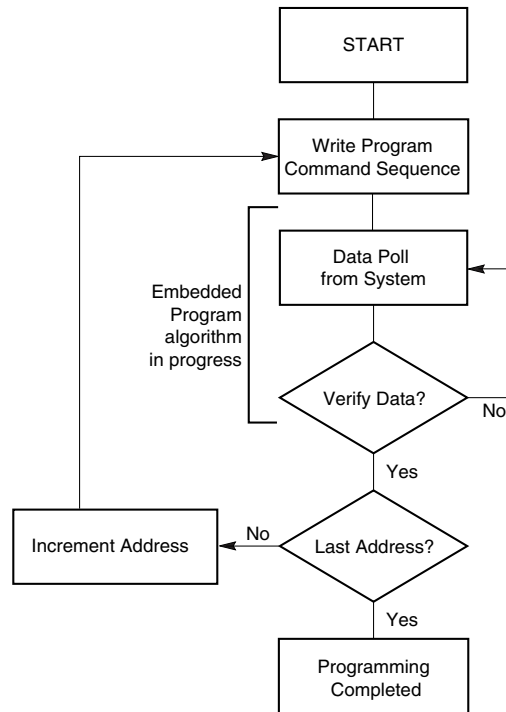 START
Write Program
Command Sequence
Data Poll
from System
Embedded
Program
algorithm
in progress
Verify Data?
No
Yes
Increment Address
No
Last Address?
Yes
Programming
Completed